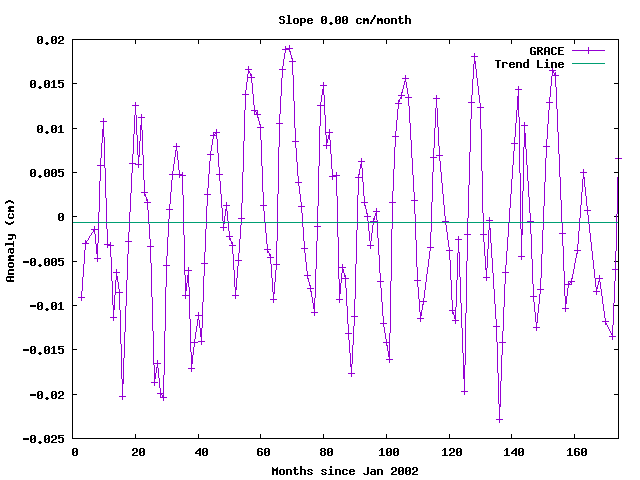 Slope 0.00 cm/month
GRACE
Trend Line
0.02
0.015
0.01
0.005
0
-0.005
-0.01
-0.015
-0.02
-0.025
Anomaly (cm)
0 20 40 60 80 100 120 140 160
Months since Jan 2002